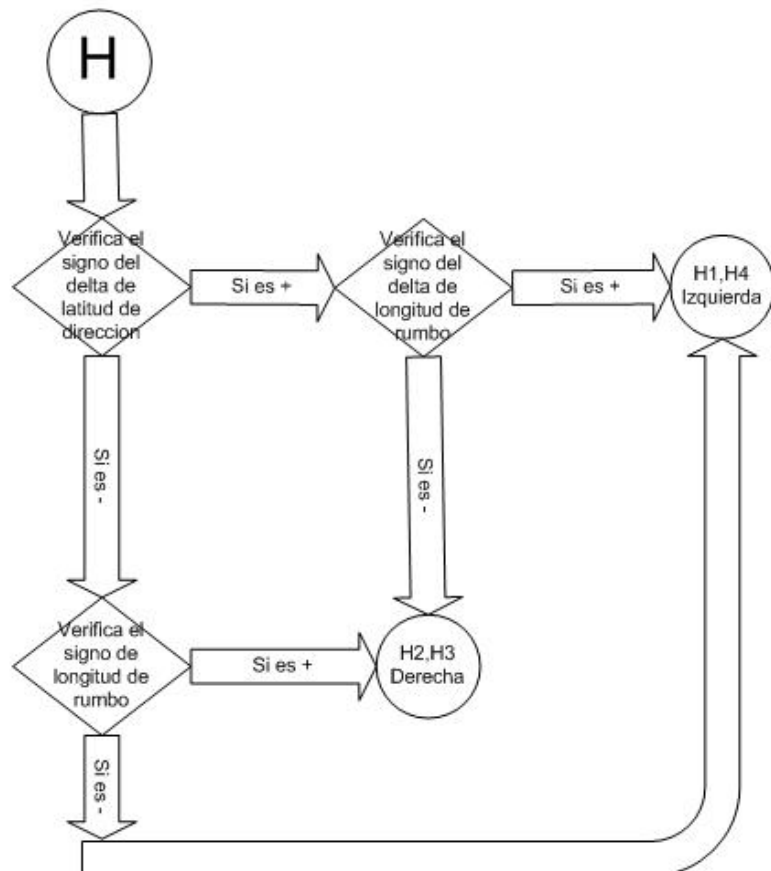 H
Verifica el
signo del
delta de
latitud de
direccion
Si es +
Verifica el
signo del
delta de
longitud de
rumbo
Si es +
H1,H4
Izquierda
Si es -
Si es -
Verifica el
signo de
longitud de
rumbo
Si es +
H2,H3
Derecha
Si es -